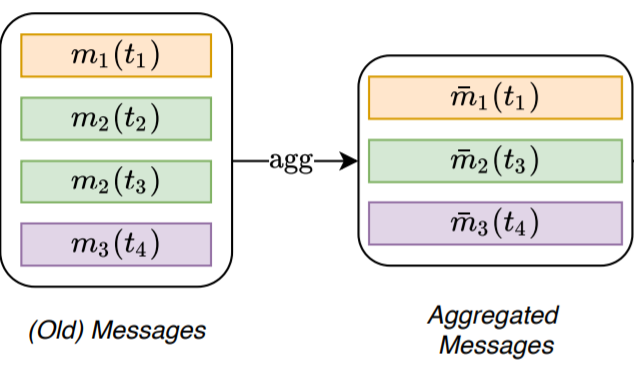 m₁(t₁)
m₂(t₂)
m₂(t₃)
m₃(t₄)
(Old) Messages
agg
m̄₁(t₁)
m̄₂(t₃)
m̄₃(t₄)
Aggregated
Messages